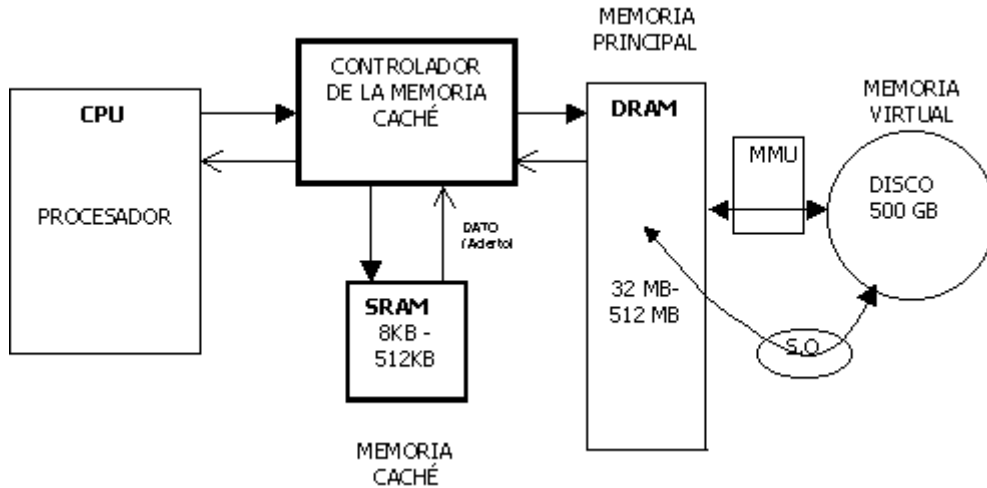 MEMORIA
PRINCIPAL
CONTROLADOR
DE LA MEMORIA
CACHÉ
CPU
PROCESADOR
DRAM
32 MB-
512 MB
MEMORIA
VIRTUAL
MMU
DISCO
500 GB
DATO
(Acierto)
SRAM
8KB -
512KB
S.O
MEMORIA
CACHÉ